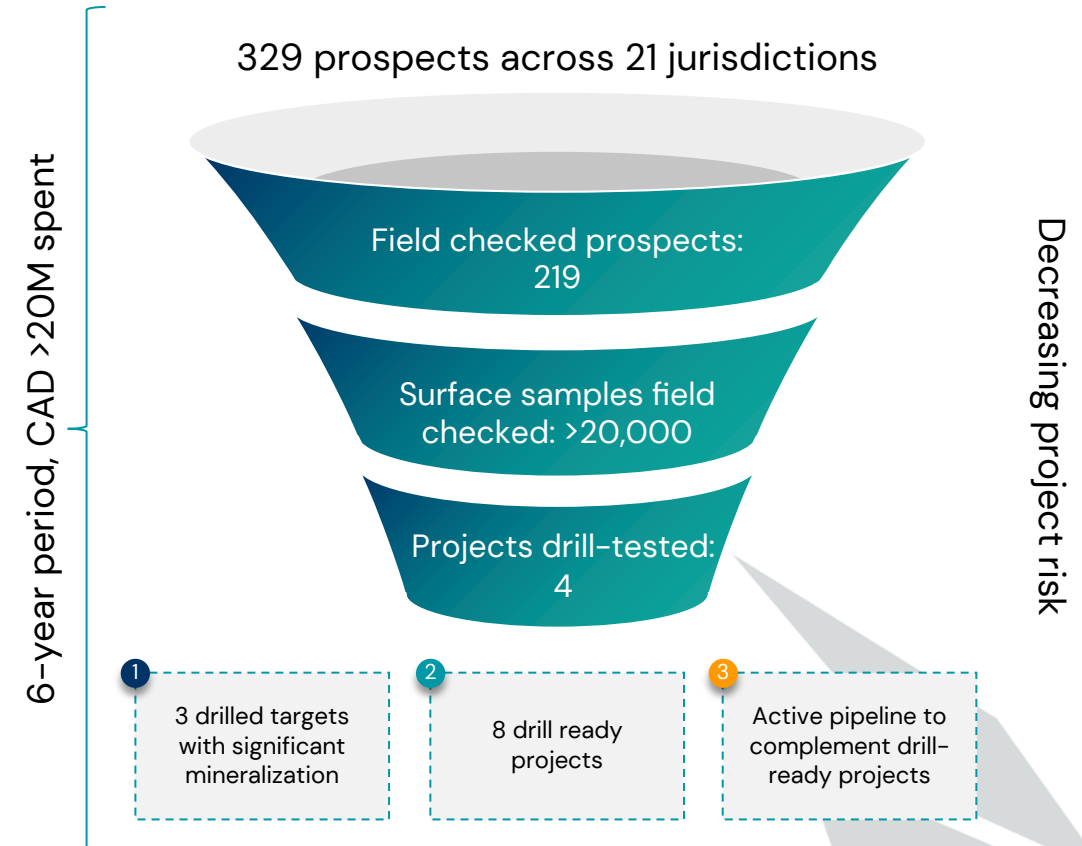 329 prospects across 21 jurisdictions
6-year period, CAD >20M spent
Field checked prospects:
219
Surface samples field
checked: >20,000
Projects drill-tested:
4
Decreasing project risk
1
3 drilled targets
with significant
mineralization
2
8 drill ready
projects
3
Active pipeline to
complement drill-
ready projects